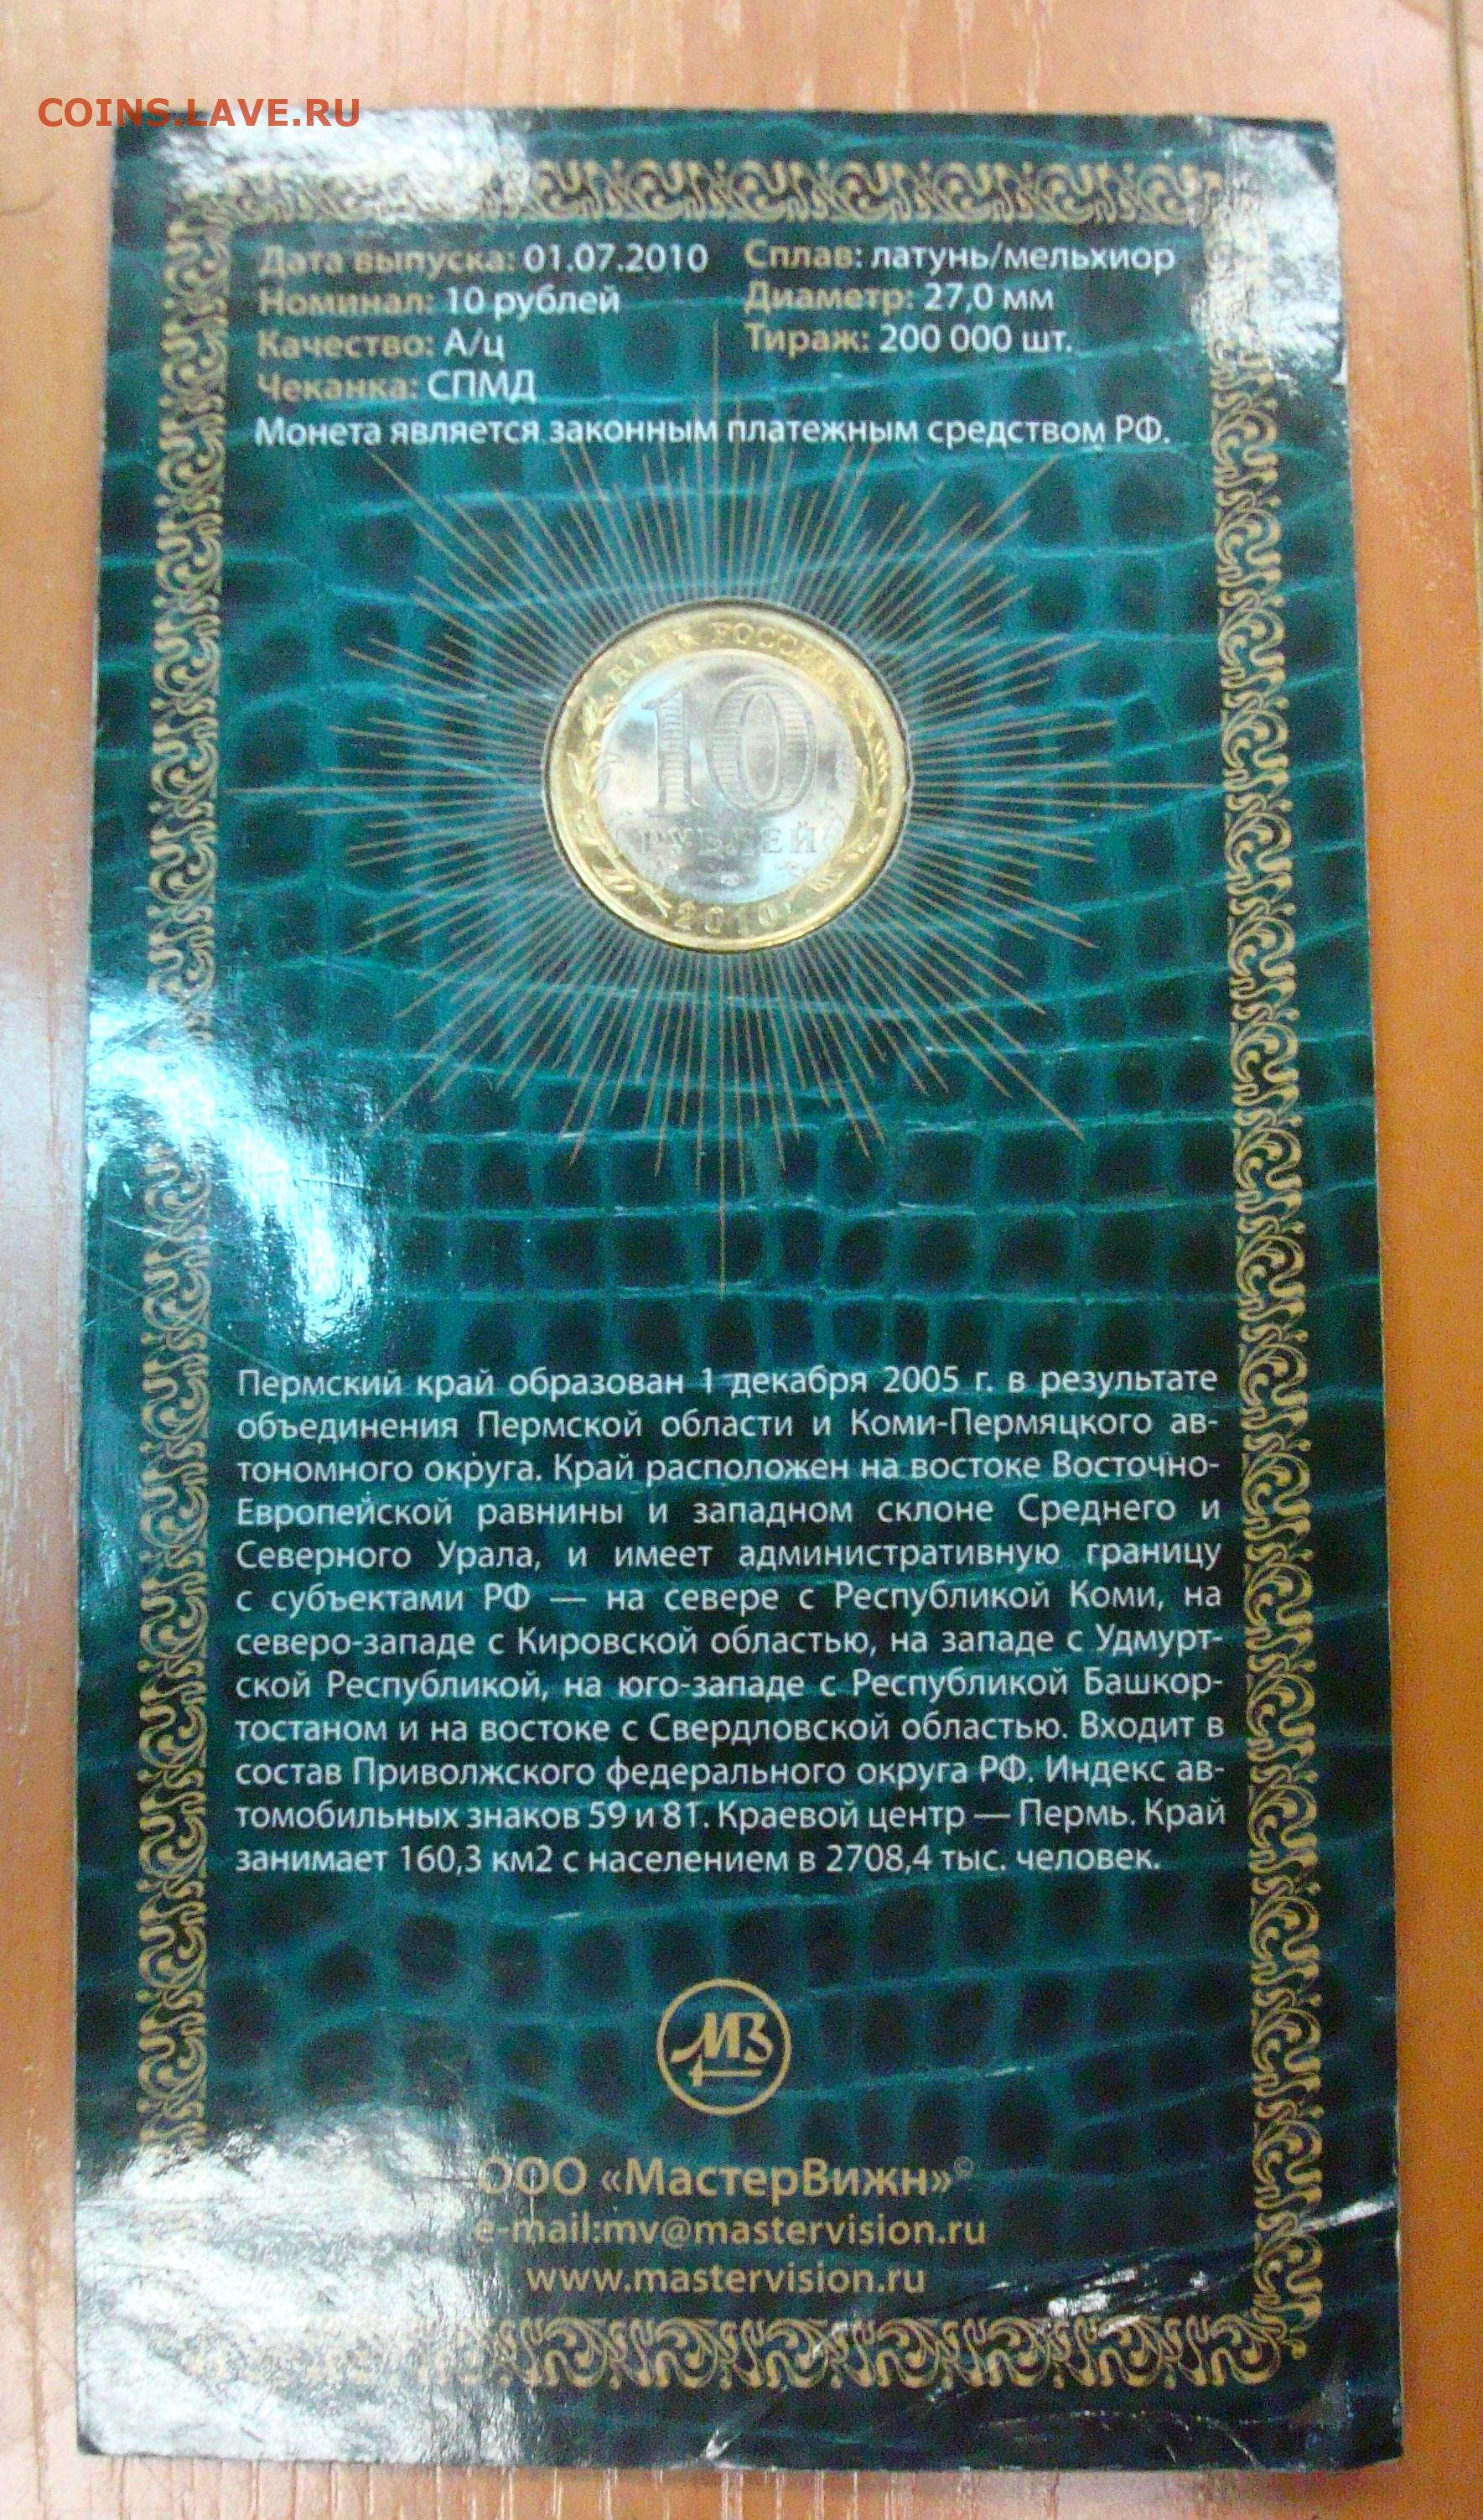 COINS.LAVE.RU
Дата выпуска: 01.07.2010 Сплав: латунь/мельхиор
Номинал: 10 рублей Диаметр: 27,0 мм
Качество: А/ц Тираж: 200 000 шт.
Чеканка: СПМД
Монета является законным платежным средством РФ.
БАНК РОССИИ
10
РУБЛЕЙ
2010
Пермский край образован 1 декабря 2005 г. в результате
объединения Пермской области и Коми-Пермяцкого ав-
тономного округа. Край расположен на востоке Восточно-
Европейской равнины и западном склоне Среднего и
Северного Урала, и имеет административную границу
с субъектами РФ — на севере с Республикой Коми, на
северо-западе с Кировской областью, на западе с Удмурт-
ской Республикой, на юго-западе с Республикой Башкор-
тостаном и на востоке с Свердловской областью. Входит в
состав Приволжского федерального округа РФ. Индекс ав-
томобильных знаков 59 и 81. Краевой центр — Пермь. Край
занимает 160,3 км2 с населением в 2708,4 тыс. человек.
МВ
ООО «МастерВижн»©
e-mail:mv@mastervision.ru
www.mastervision.ru